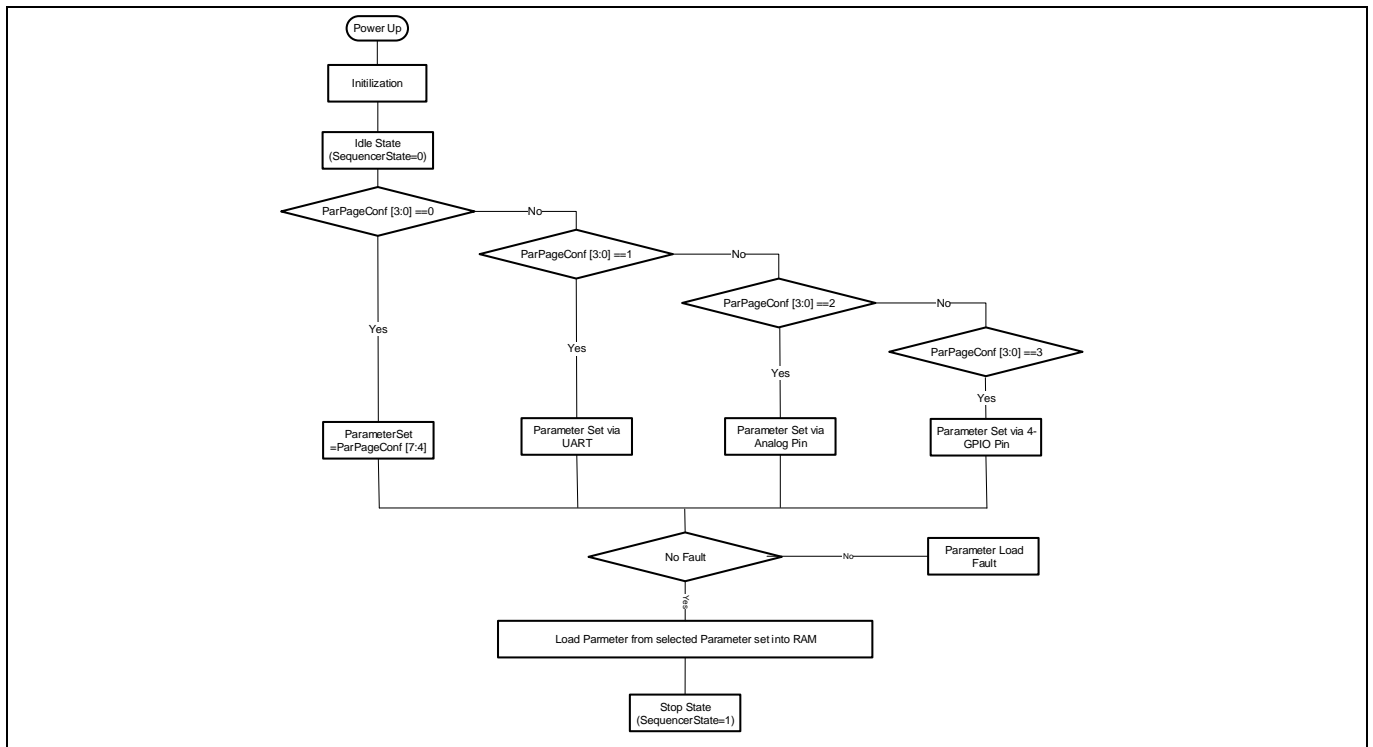 Power Up
Initilization
Idle State
(SequencerState=0)
ParPageConf [3:0] ==0
No
ParPageConf [3:0] ==1
No
ParPageConf [3:0] ==2
No
ParPageConf [3:0] ==3
Yes
Yes
Yes
Yes
ParameterSet
=ParPageConf [7:4]
Parameter Set via
UART
Parameter Set via
Analog Pin
Parameter Set via 4-
GPIO Pin
No Fault
No
Parameter Load
Fault
Yes
Load Parmeter from selected Parameter set into RAM
Stop State
(SequencerState=1)